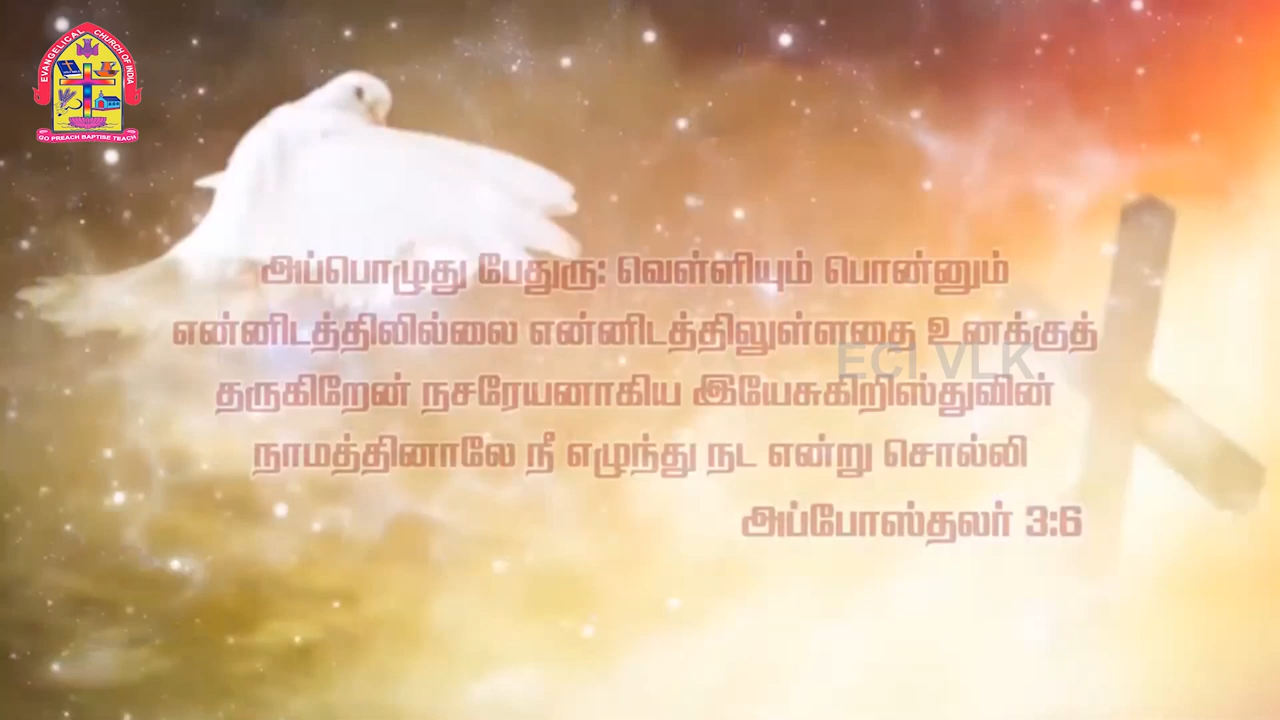 EVANGELICAL CHURCH OF INDIA
GO PREACH BAPTISE TEACH
அப்பொழுது பேதுரு: வெள்ளியும் பொன்னும்
என்னிடத்திலில்லை என்னிடத்திலுள்ளதை உனக்குத்
ECI VLK
தருகிறேன் நசரேயனாகிய இயேசுகிறிஸ்துவின்
நாமத்தினாலே நீ எழுந்து நட என்று சொல்லி
அப்போஸ்தலர் 3:6